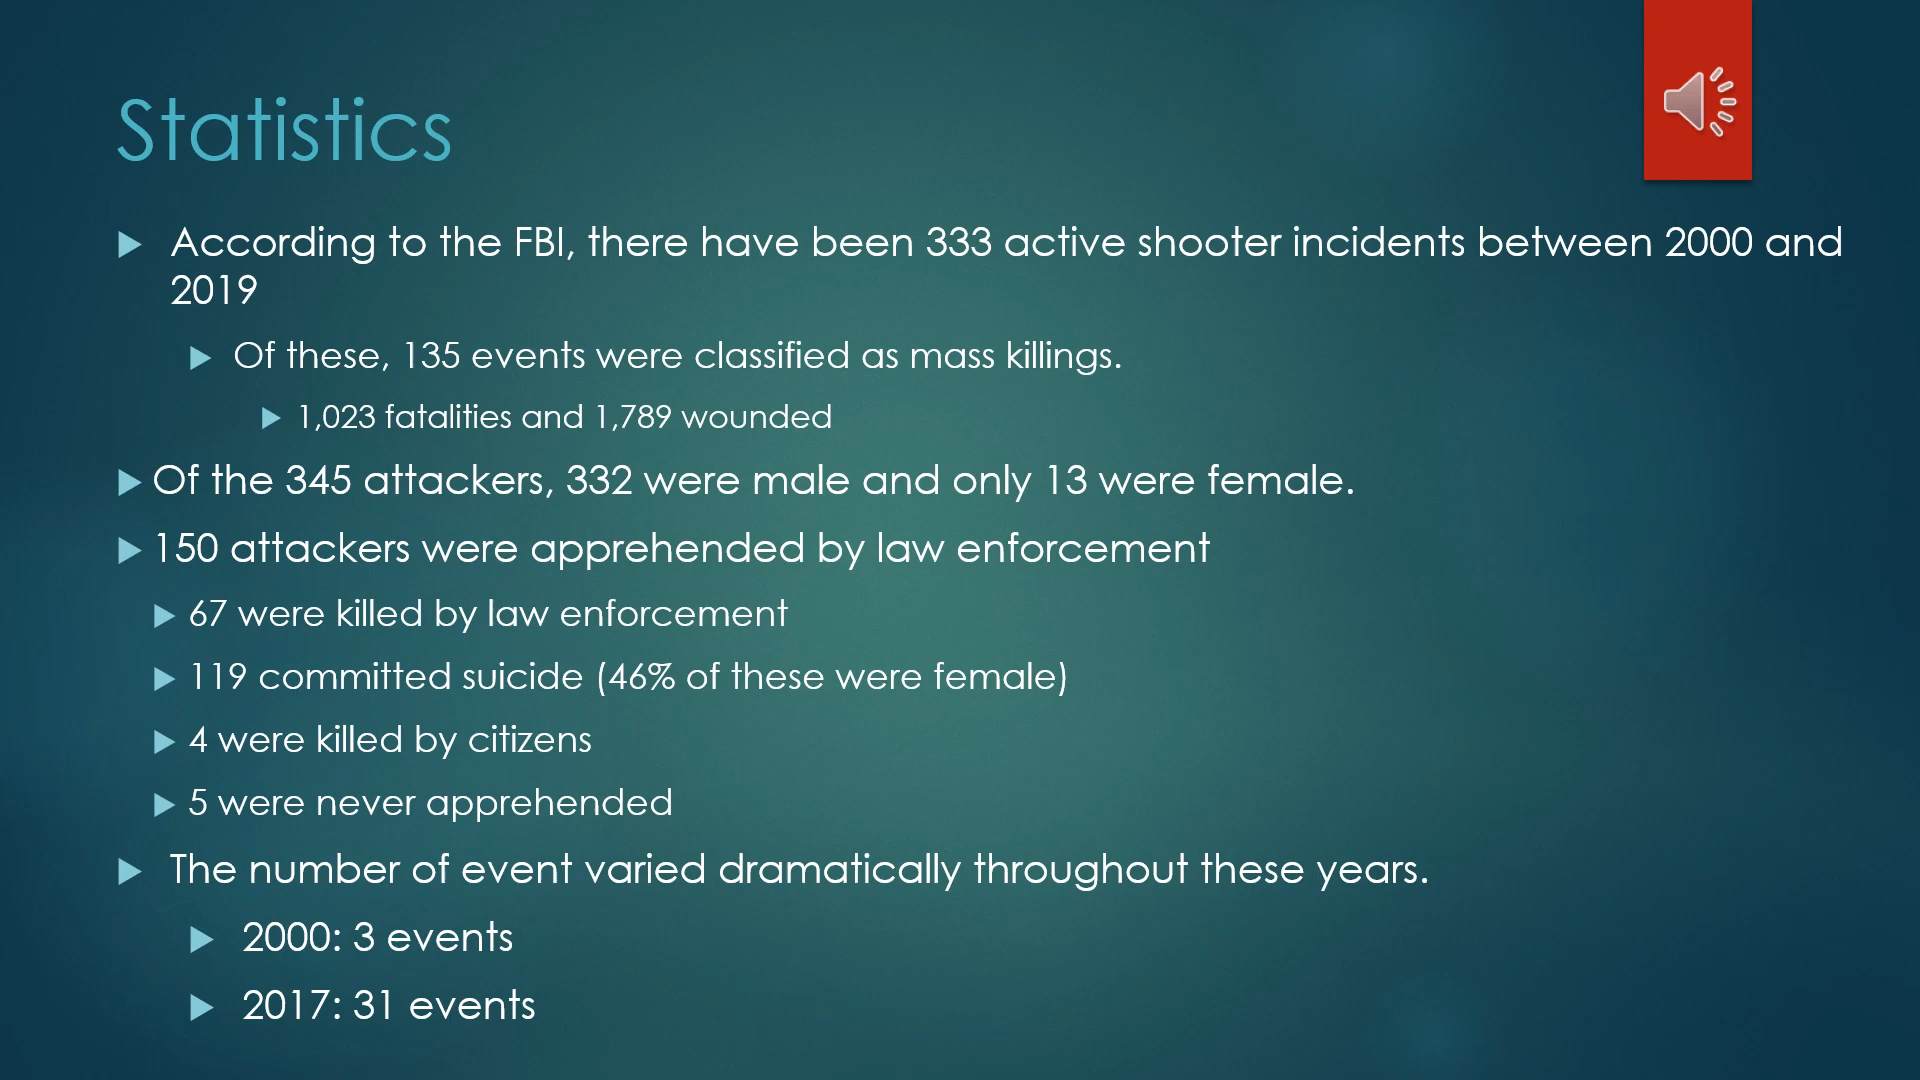 Statistics
According to the FBI, there have been 333 active shooter incidents between 2000 and
2019
Of these, 135 events were classified as mass killings.
1,023 fatalities and 1,789 wounded
Of the 345 attackers, 332 were male and only 13 were female.
150 attackers were apprehended by law enforcement
67 were killed by law enforcement
119 committed suicide (46% of these were female)
4 were killed by citizens
5 were never apprehended
The number of event varied dramatically throughout these years.
2000: 3 events
2017: 31 events